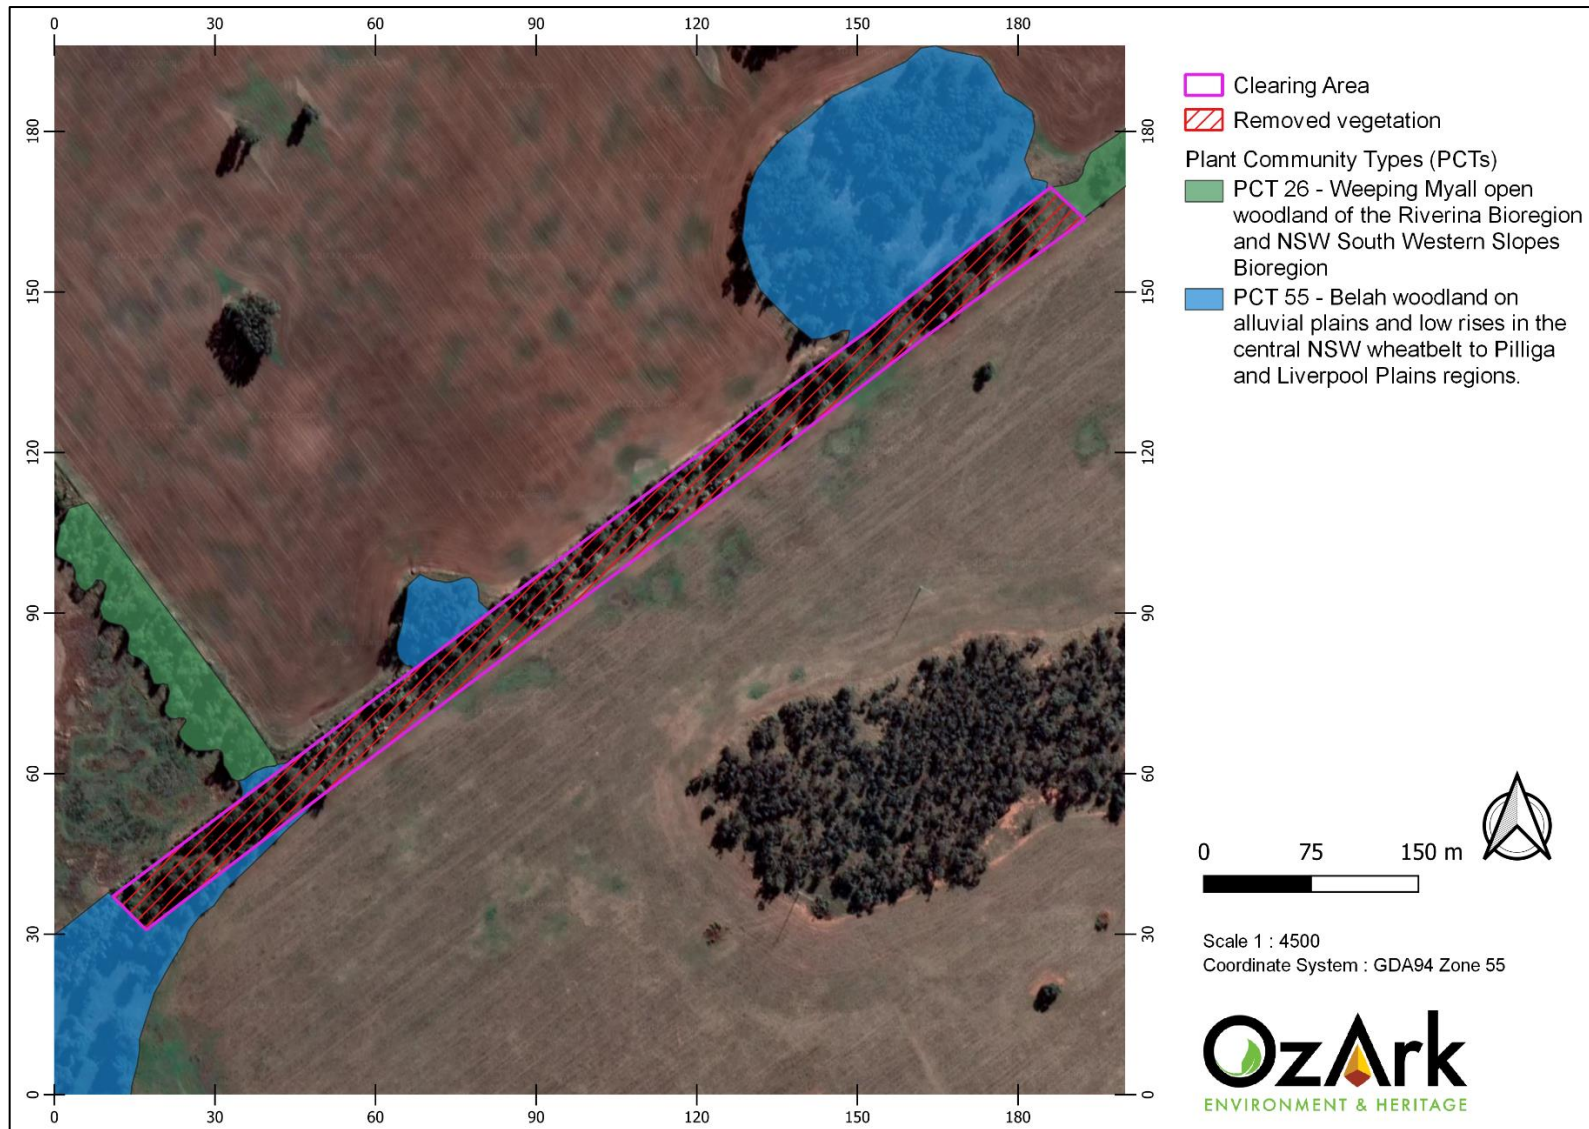 0 30 60 90 120 150 180
Clearing Area
Removed vegetation
Plant Community Types (PCTs)
PCT 26 - Weeping Myall open
woodland of the Riverina Bioregion
and NSW South Western Slopes
Bioregion
PCT 55 - Belah woodland on
alluvial plains and low rises in the
central NSW wheatbelt to Pilliga
and Liverpool Plains regions.
180 180
150 150
120 120
90 90
60 60
30 30
0 0
0 30 60 90 120 150 180
0 75 150 m
Scale 1 : 4500
Coordinate System : GDA94 Zone 55
OzArk
ENVIRONMENT & HERITAGE